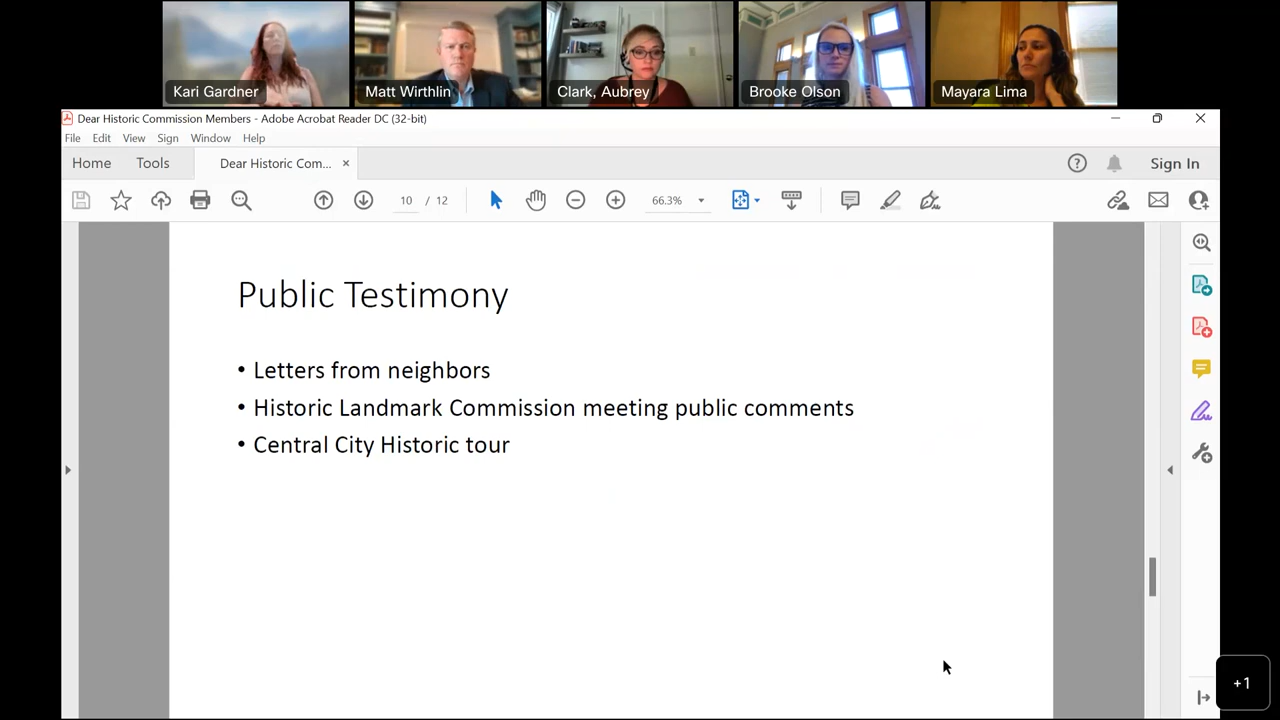 Kari Gardner
Matt Wirthlin
Clark, Aubrey
Brooke Olson
Mayara Lima
Dear Historic Commission Members - Adobe Acrobat Reader DC (32-bit)
File Edit View Sign Window Help
Home Tools Dear Historic Com... × Sign In
10 / 12 66.3%
Public Testimony
• Letters from neighbors
• Historic Landmark Commission meeting public comments
• Central City Historic tour
+1